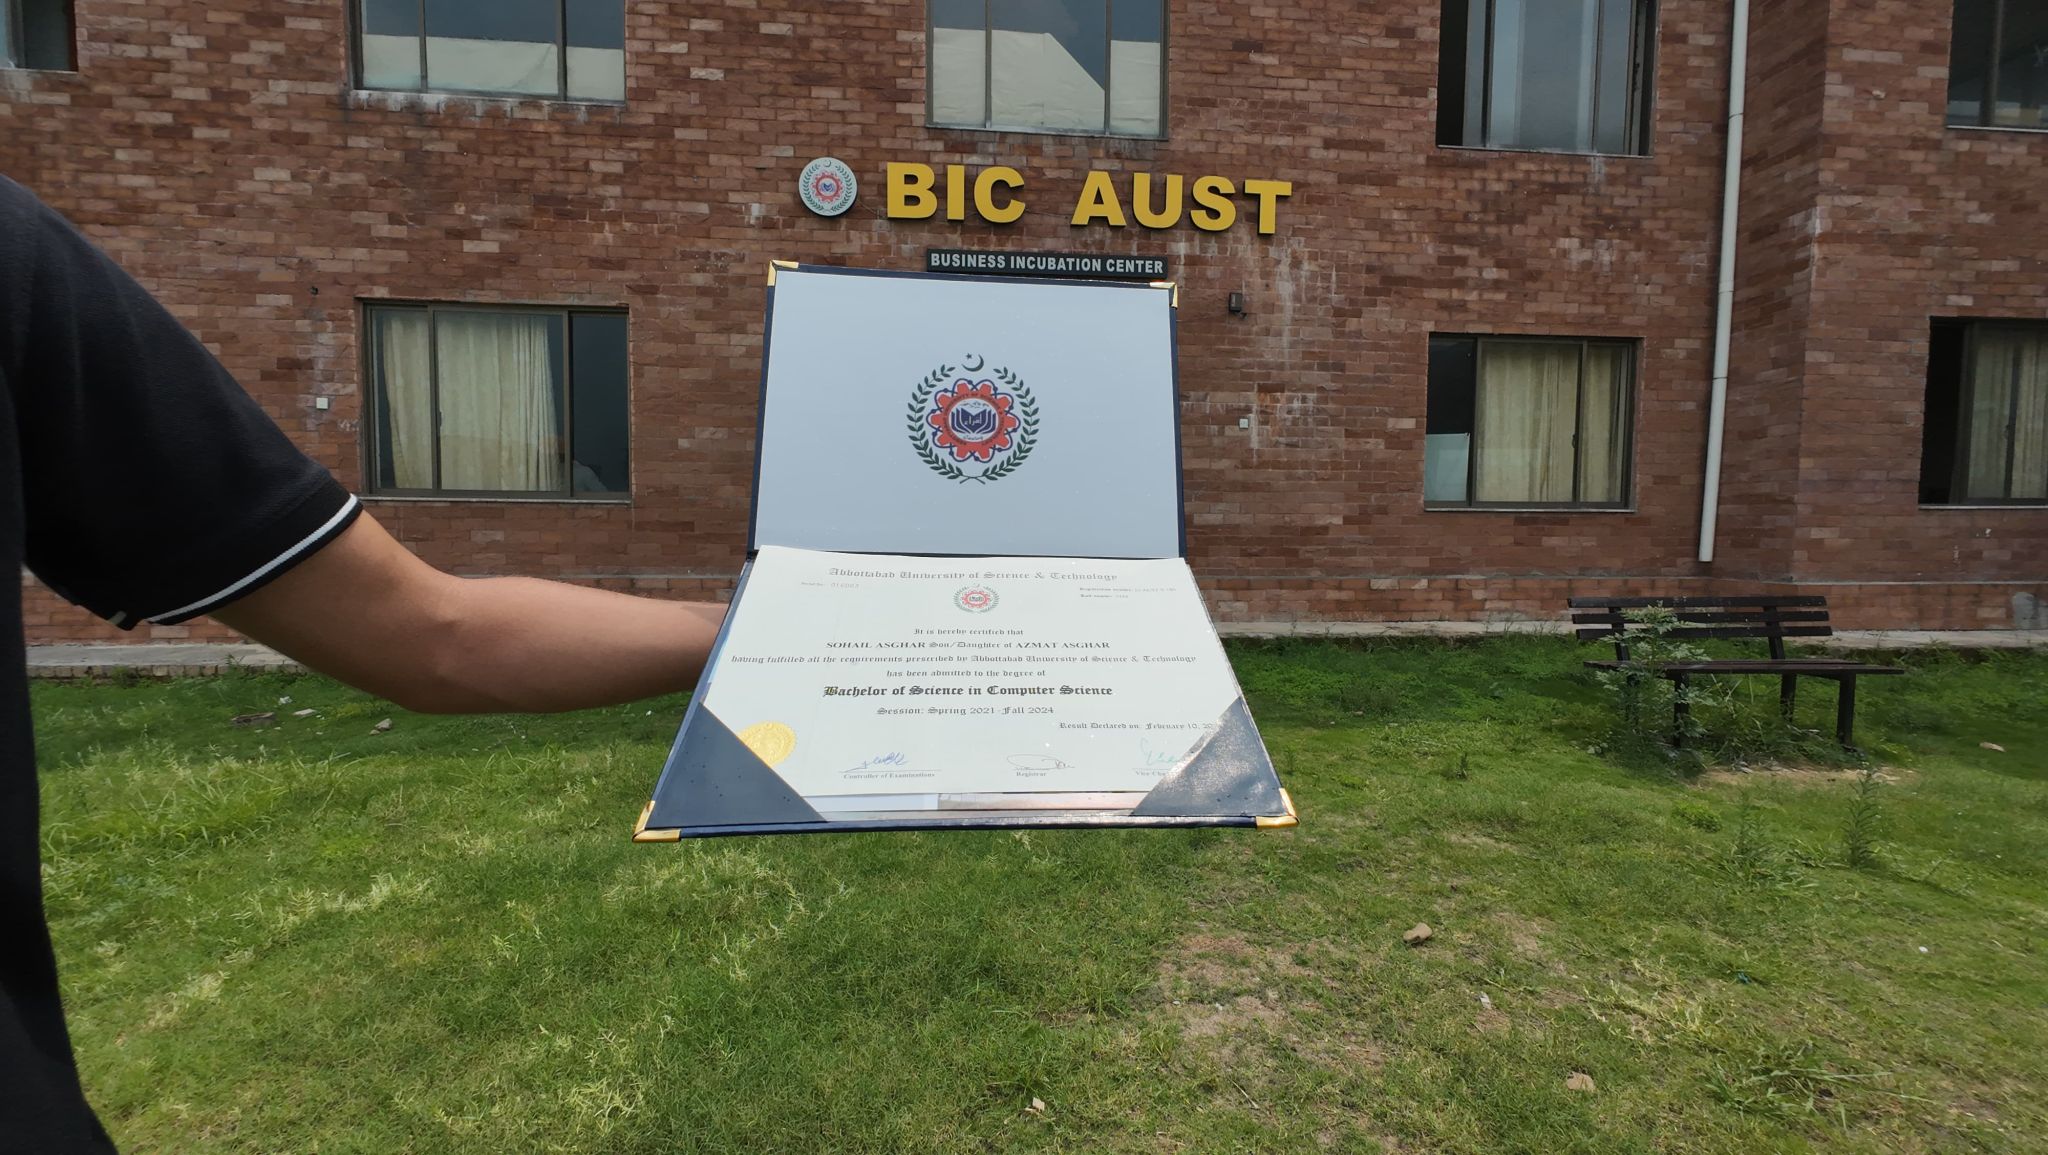 BIC AUST
BUSINESS INCUBATION CENTER
Abbottabad University of Science & Technology
It is hereby certified that
SOHAIL ASGHAR Son/Daughter of AZMAT ASGHAR
having fulfilled all the requirements prescribed by Abbottabad University of Science & Technology
has been admitted to the degree of
Bachelor of Science in Computer Science
Session: Spring 2021-Fall 2024
Result Declared on: February 10,
Controller of Examinations
Registrar
Vice